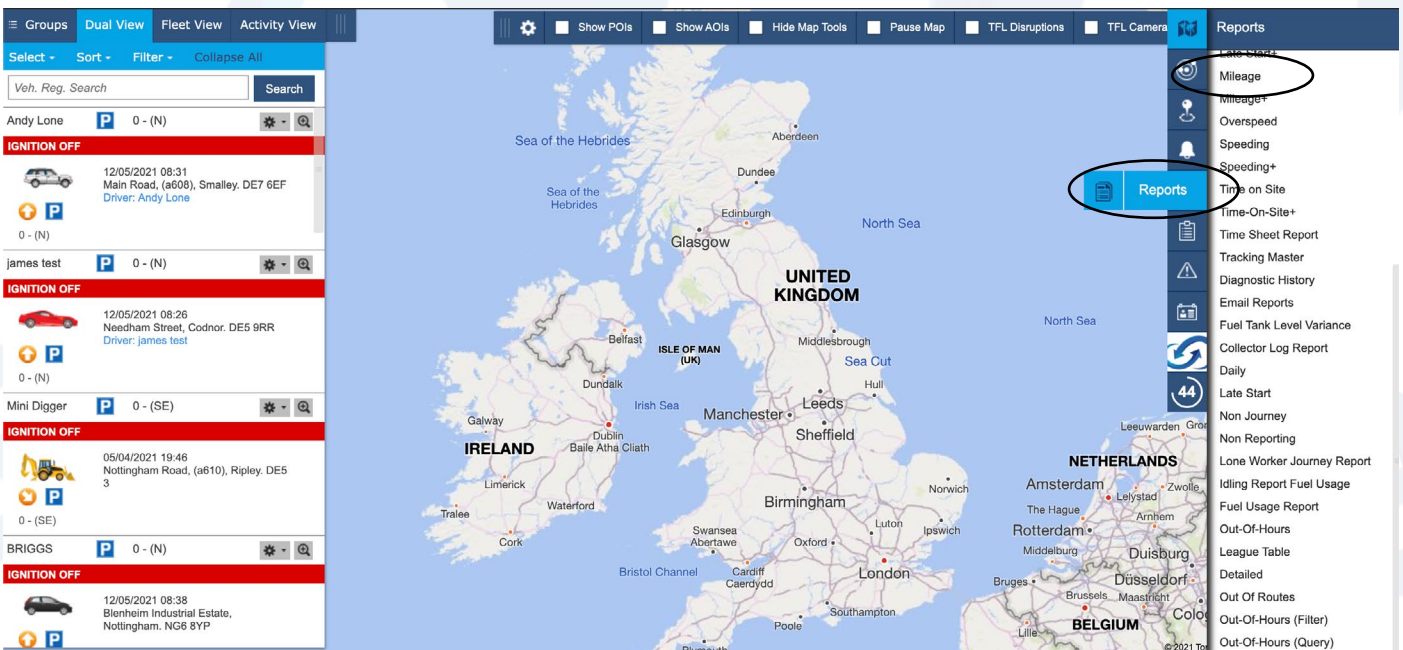 Groups
Dual View
Fleet View
Activity View
Show POIs
Show AOIs
Hide Map Tools
Pause Map
TFL Disruptions
TFL Camera
Reports
Select
Sort
Filter
Collapse All
Veh. Reg. Search
Search
Andy Lone
P
0 - (N)
IGNITION OFF
12/05/2021 08:31
Main Road, (a608), Smalley. DE7 6EF
Driver: Andy Lone
P
0 - (N)
james test
P
0 - (N)
IGNITION OFF
12/05/2021 08:26
Needham Street, Codnor. DE5 9RR
Driver: james test
P
0 - (N)
Mini Digger
P
0 - (SE)
IGNITION OFF
05/04/2021 19:46
Nottingham Road, (a610), Ripley. DE5
3
P
0 - (SE)
BRIGGS
P
0 - (N)
IGNITION OFF
12/05/2021 08:38
Blenheim Industrial Estate,
Nottingham. NG6 8YP
P
Sea of the Hebrides
Aberdeen
Dundee
Sea of the
Hebrides
Edinburgh
North Sea
Glasgow
UNITED
KINGDOM
North Sea
Belfast
ISLE OF MAN
(UK)
Middlesbrough
Sea Cut
Dundalk
Hull
Irish Sea
Manchester
Leeds
Galway
Sheffield
Leeuwarden
Gron
Dublin
Baile Atha Cliath
IRELAND
NETHERLANDS
Limerick
Norwich
Amsterdam
Lelystad
Zwolle
Birmingham
Waterford
The Hague
Arnhem
Tralee
Swansea
Abertawe
Luton
Ipswich
Rotterdam
Cork
Oxford
Middelburg
Duisburg
Bristol Channel
Cardiff
Caerdydd
London
Bruges
Düsseldorf
Brussels
Maastricht
Southampton
Colo
Poole
BELGIUM
Lille
Plymouth
© 2021 To
Reports
44
Late Start+
Mileage
Mileage+
Overspeed
Speeding
Speeding+
Time on Site
Time-On-Site+
Time Sheet Report
Tracking Master
Diagnostic History
Email Reports
Fuel Tank Level Variance
Collector Log Report
Daily
Late Start
Non Journey
Non Reporting
Lone Worker Journey Report
Idling Report Fuel Usage
Fuel Usage Report
Out-Of-Hours
League Table
Detailed
Out Of Routes
Out-Of-Hours (Filter)
Out-Of-Hours (Query)